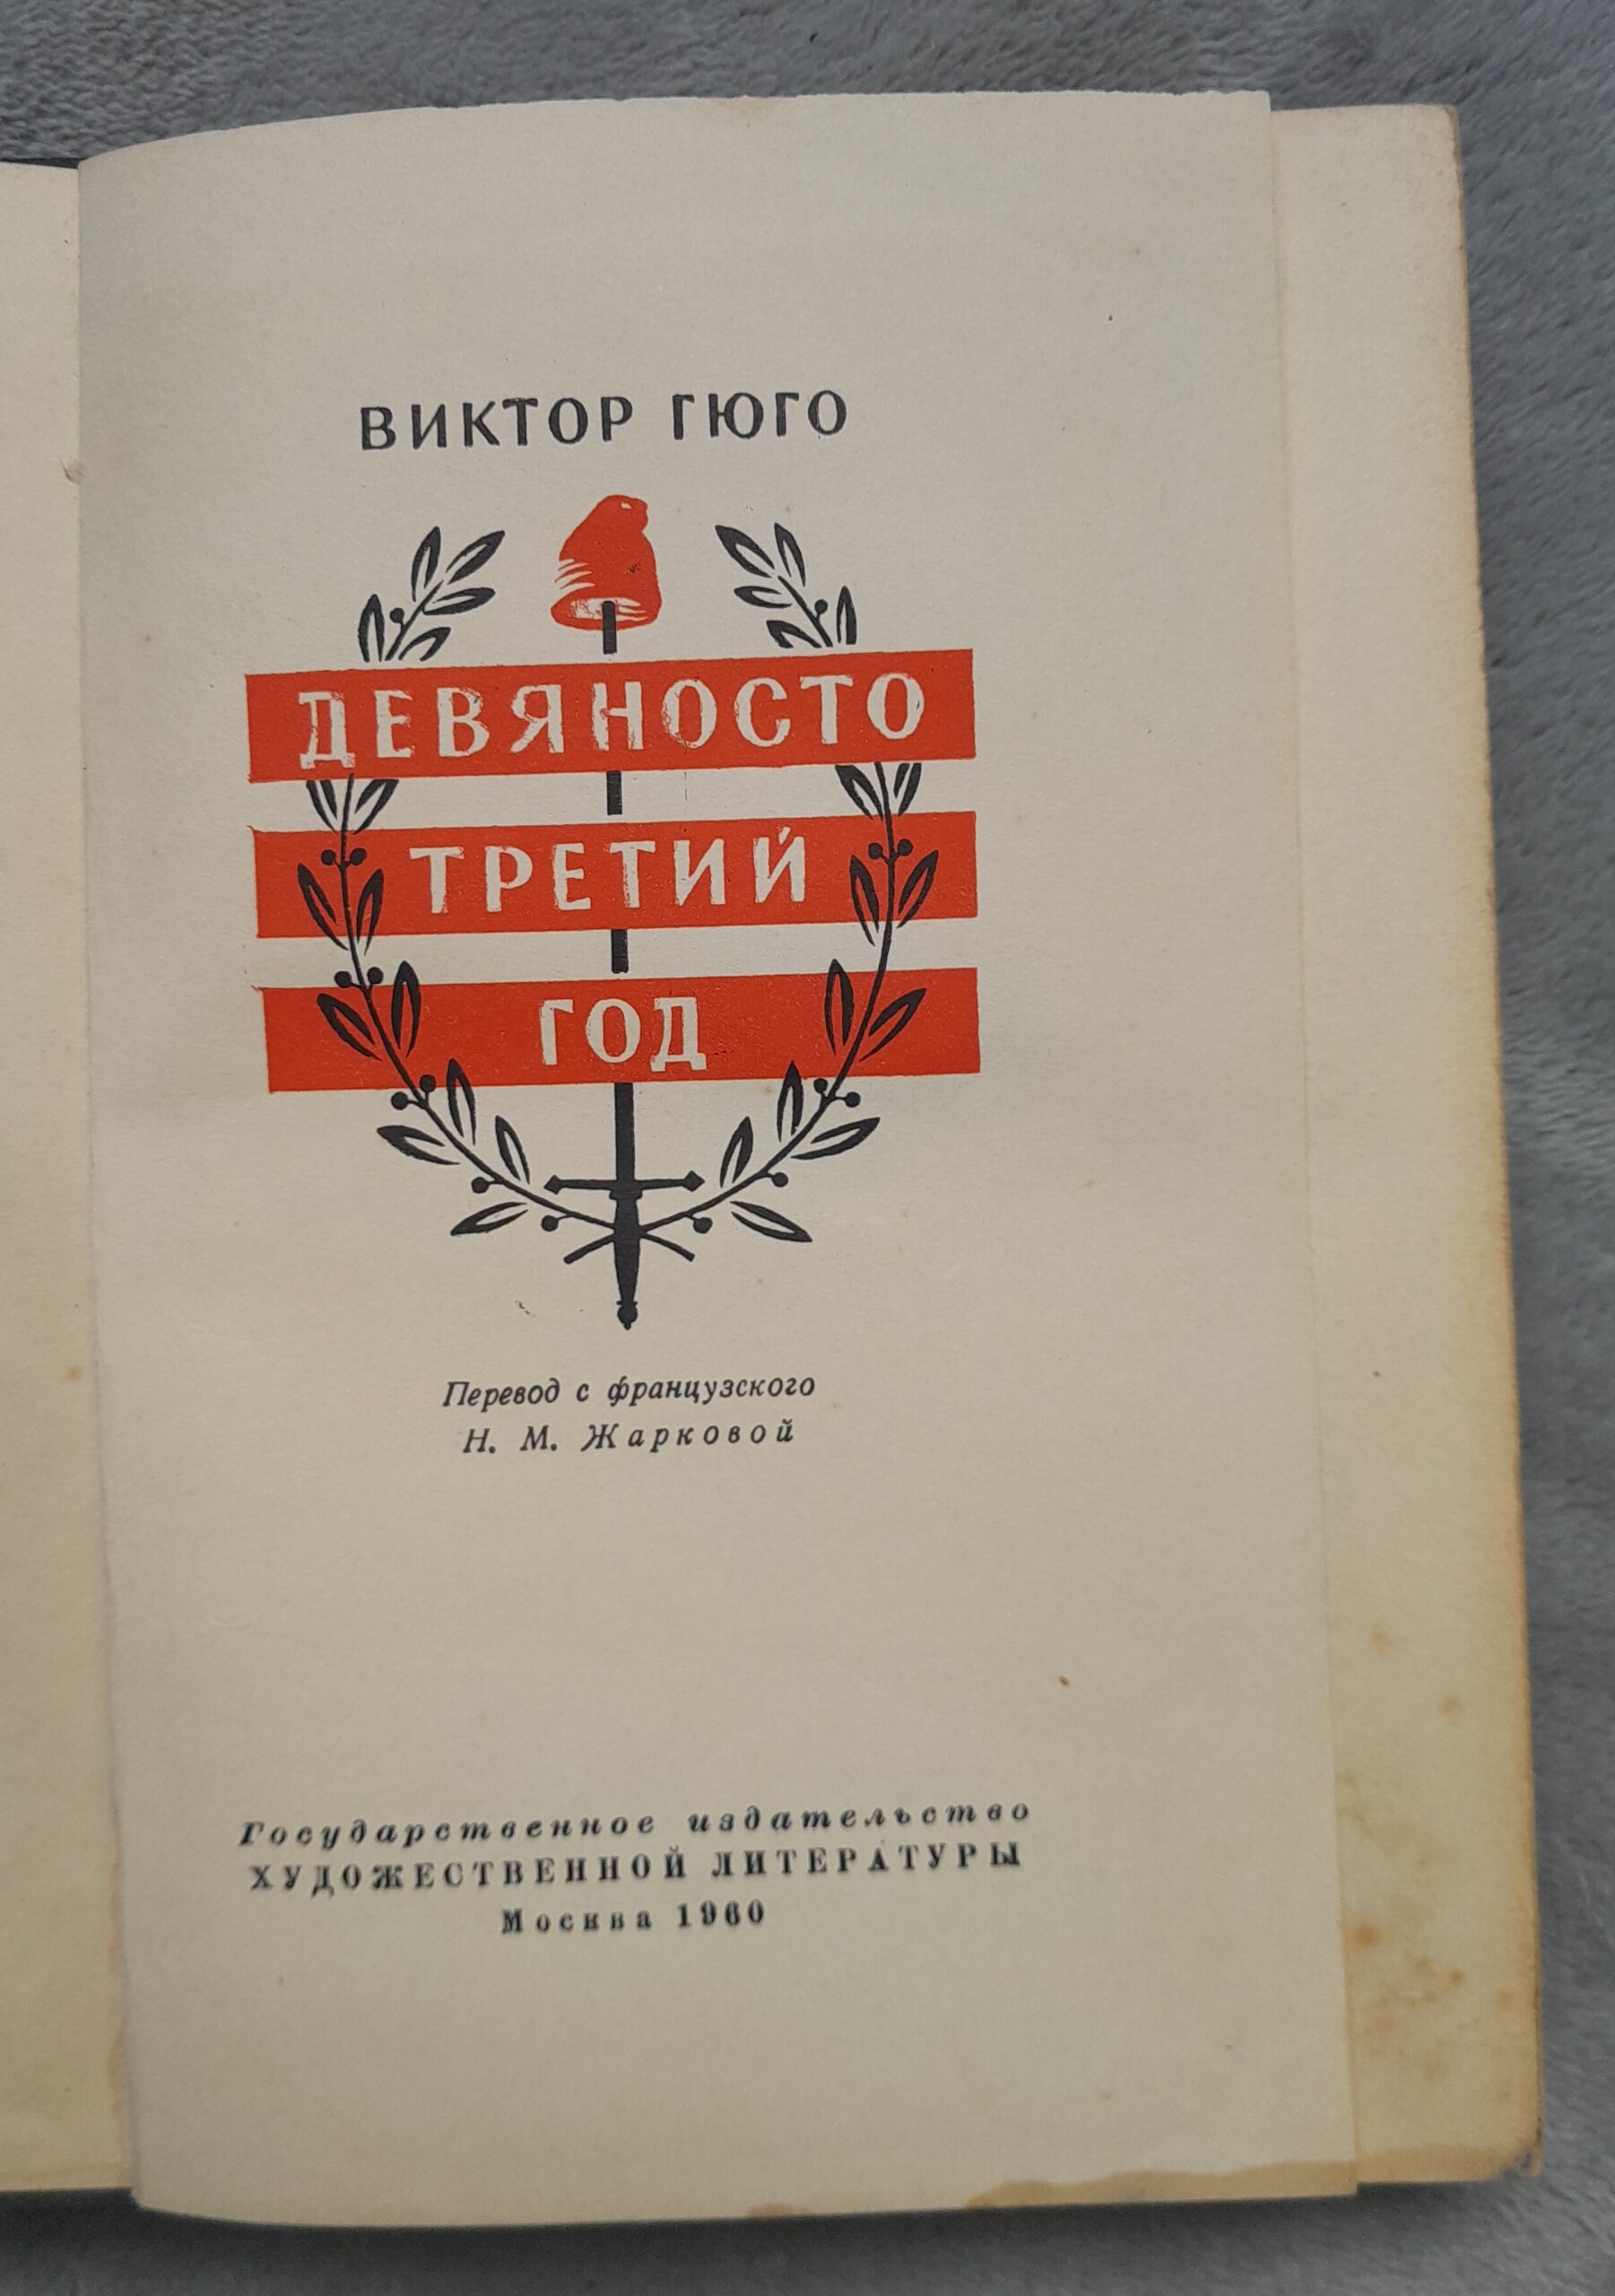 ВИКТОР ГЮГО
ДЕВЯНОСТО
ТРЕТИЙ
ГОД
Перевод с французского
Н. М. Жарковой
Государственное издательство
ХУДОЖЕСТВЕННОЙ ЛИТЕРАТУРЫ
Москва 1960